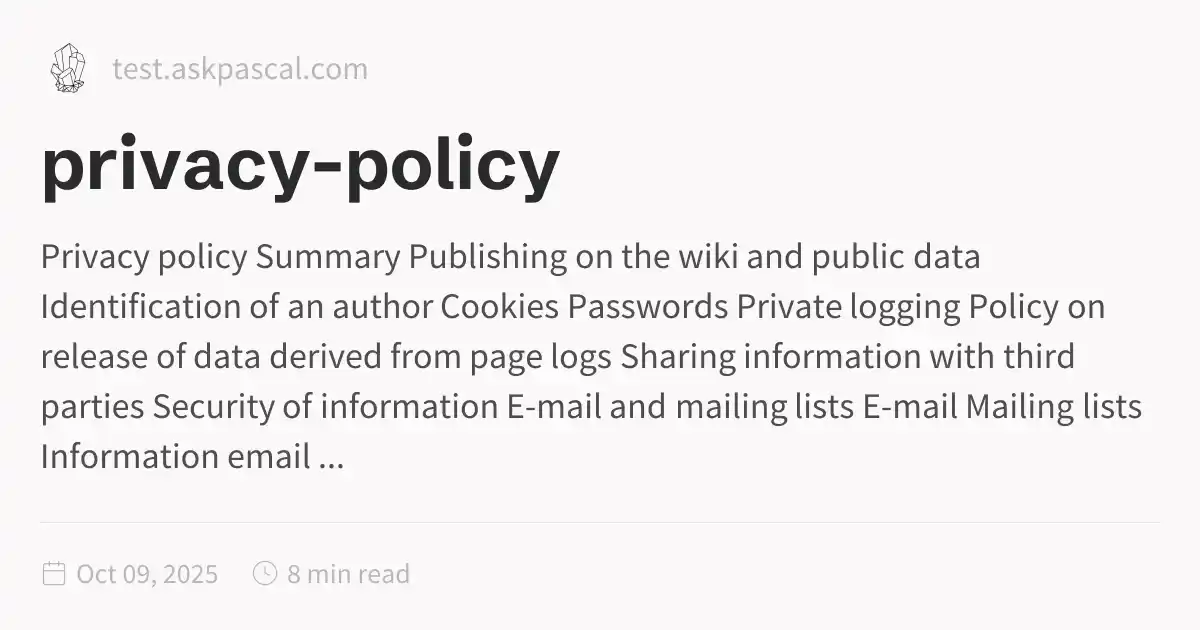 test.askpascal.com
privacy-policy
Privacy policy Summary Publishing on the wiki and public data
Identification of an author Cookies Passwords Private logging Policy on
release of data derived from page logs Sharing information with third
parties Security of information E-mail and mailing lists E-mail Mailing lists
Information email ...
Oct 09, 2025 8 min read